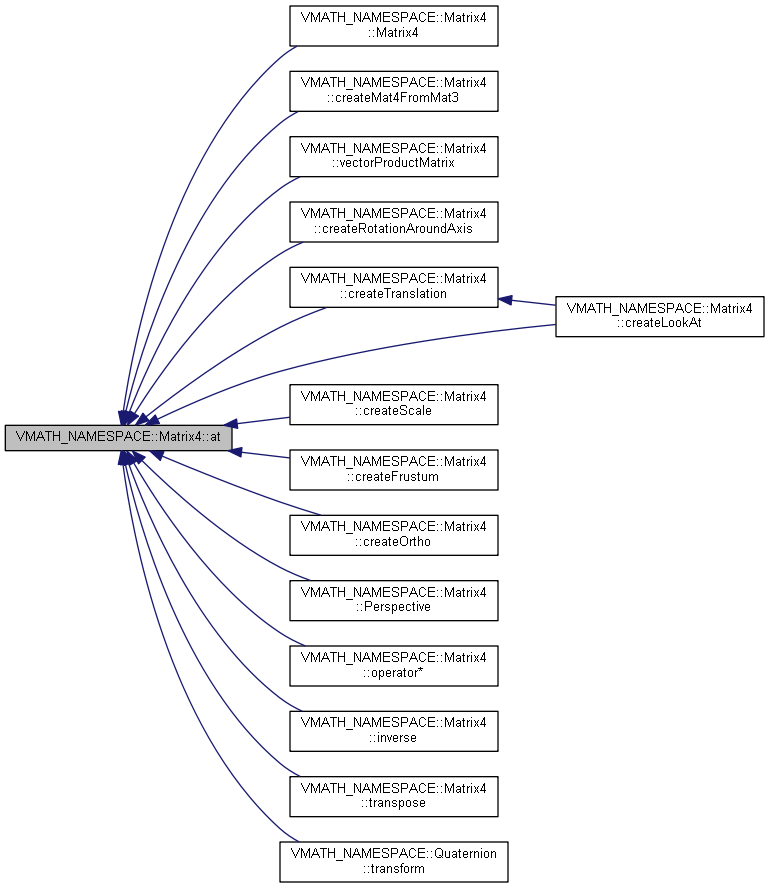 VMATH_NAMESPACE::Matrix4
::Matrix4
VMATH_NAMESPACE::Matrix4
::createMat4FromMat3
VMATH_NAMESPACE::Matrix4
::vectorProductMatrix
VMATH_NAMESPACE::Matrix4
::createRotationAroundAxis
VMATH_NAMESPACE::Matrix4
::createTranslation
VMATH_NAMESPACE::Matrix4
::createLookAt
VMATH_NAMESPACE::Matrix4
::createScale
VMATH_NAMESPACE::Matrix4::at
VMATH_NAMESPACE::Matrix4
::createFrustum
VMATH_NAMESPACE::Matrix4
::createOrtho
VMATH_NAMESPACE::Matrix4
::Perspective
VMATH_NAMESPACE::Matrix4
::operator*
VMATH_NAMESPACE::Matrix4
::inverse
VMATH_NAMESPACE::Matrix4
::transpose
VMATH_NAMESPACE::Quaternion
::transform